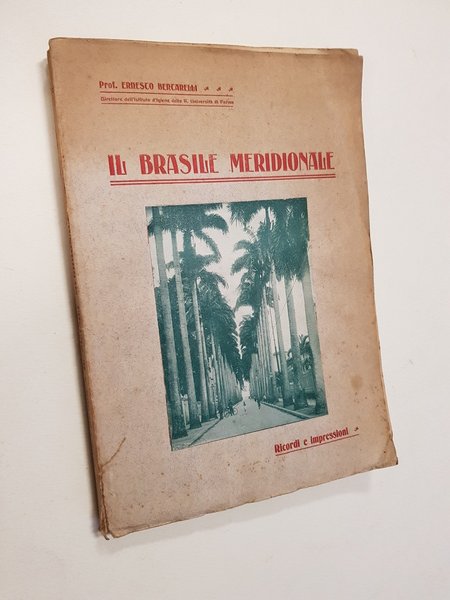 Prof. ERNESTO BERTARELLI
Direttore dell'Istituto d'Igiene della R. Università di Parma
IL BRASILE MERIDIONALE
Ricordi e impressioni